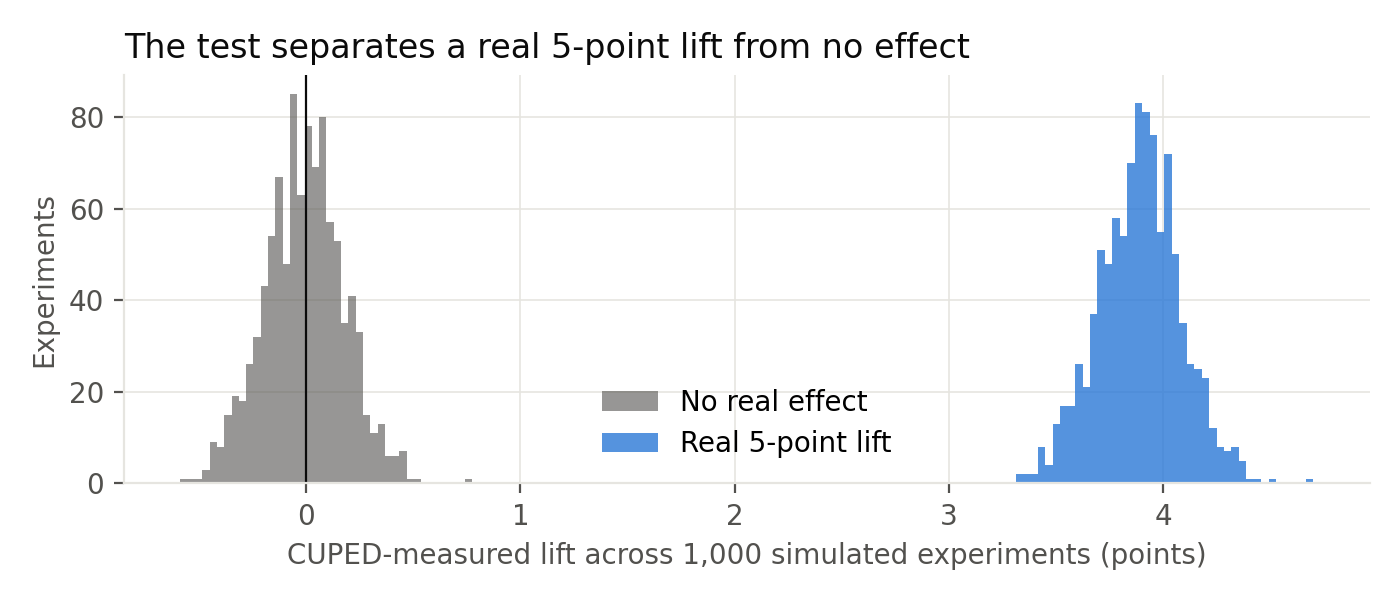 The test separates a real 5-point lift from no effect
Experiments
80
60
40
20
0
No real effect
Real 5-point lift
0 1 2 3 4
CUPED-measured lift across 1,000 simulated experiments (points)